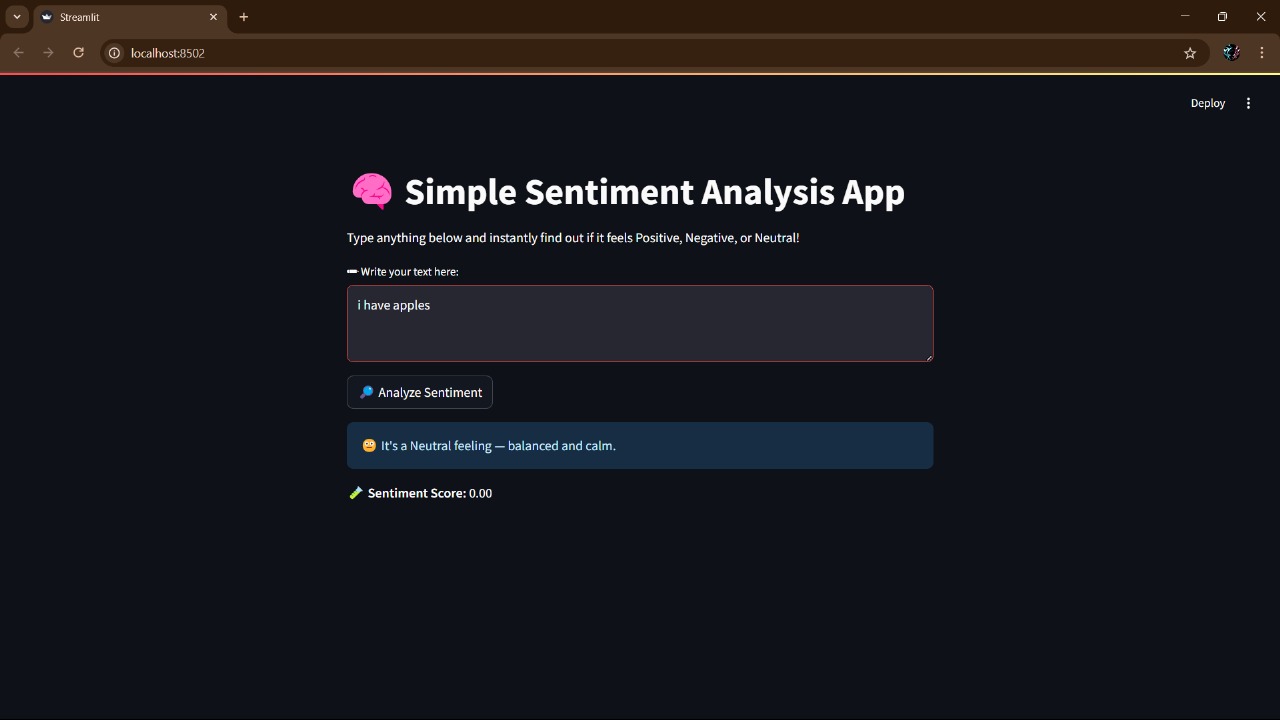 Streamlit
localhost:8502
Deploy
🧠 Simple Sentiment Analysis App
Type anything below and instantly find out if it feels Positive, Negative, or Neutral!
Write your text here:
i have apples
🔎 Analyze Sentiment
😐 It's a Neutral feeling — balanced and calm.
🧪 Sentiment Score: 0.00